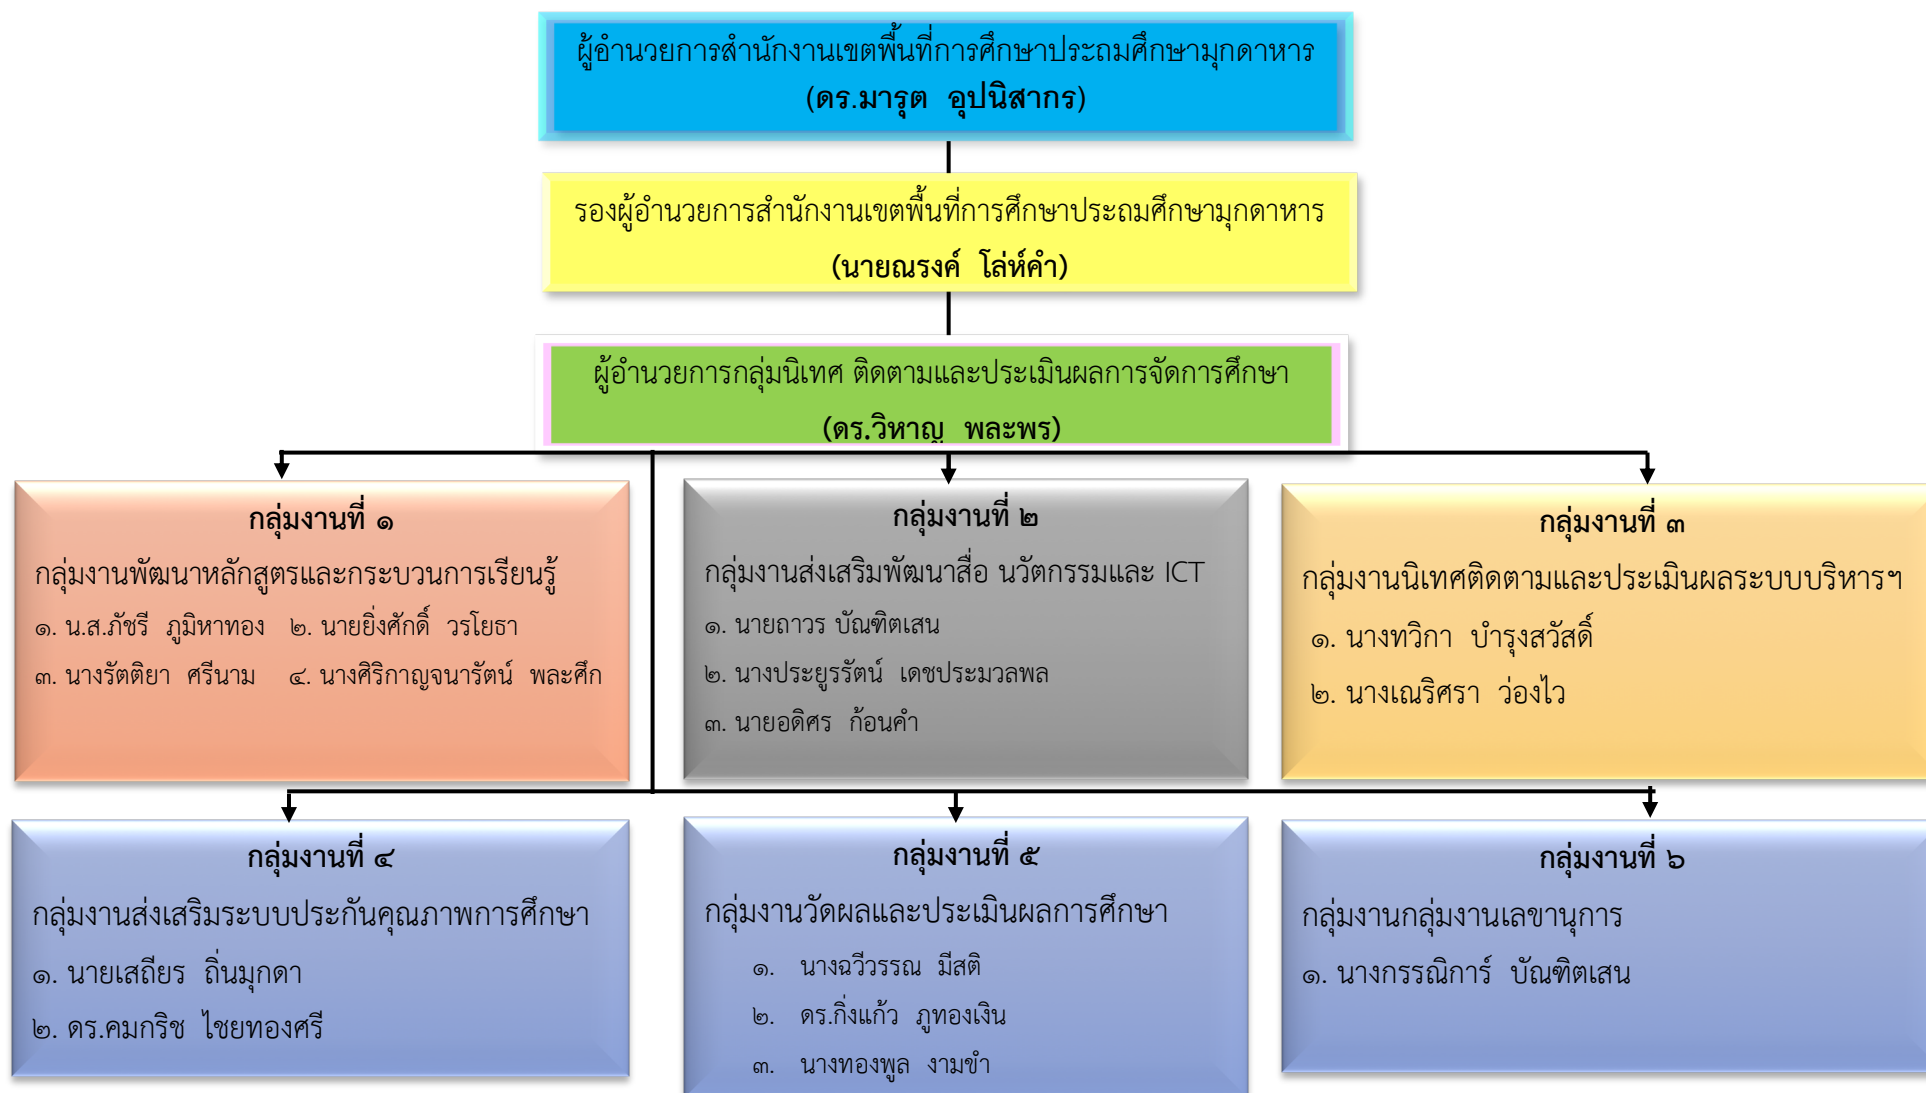 ผู้อำนวยการสำนักงานเขตพื้นที่การศึกษาประถมศึกษามุกดาหาร
(ดร.มารุต อุปนิสากร)
รองผู้อำนวยการสำนักงานเขตพื้นที่การศึกษาประถมศึกษามุกดาหาร
(นายณรงค์ โล่ห์คำ)
ผู้อำนวยการกลุ่มนิเทศ ติดตามและประเมินผลการจัดการศึกษา
(ดร.วิหาญ พละพร)
กลุ่มงานที่ ๑
กลุ่มงานพัฒนาหลักสูตรและกระบวนการเรียนรู้
๑. น.ส.ภัชรี ภูมิหาทอง ๒. นายยิ่งศักดิ์ วรโยธา
๓. นางรัตติยา ศรีนาม ๔. นางศิริกาญจนารัตน์ พละศึก
กลุ่มงานที่ ๒
กลุ่มงานส่งเสริมพัฒนาสื่อ นวัตกรรมและ ICT
๑. นายถาวร บัณฑิตเสน
๒. นางประยูรรัตน์ เดชประมวลพล
๓. นายอดิศร ก้อนคำ
กลุ่มงานที่ ๓
กลุ่มงานนิเทศติดตามและประเมินผลระบบบริหารฯ
๑. นางทวิกา บำรุงสวัสดิ์
๒. นางเณริศรา ว่องไว
กลุ่มงานที่ ๔
กลุ่มงานส่งเสริมระบบประกันคุณภาพการศึกษา
๑. นายเสถียร ถิ่นมุกดา
๒. ดร.คมกริช ไชยทองศรี
กลุ่มงานที่ ๕
กลุ่มงานวัดผลและประเมินผลการศึกษา
๑. นางฉวีวรรณ มีสติ
๒. ดร.กิ่งแก้ว ภูทองเงิน
๓. นางทองพูล งามขำ
กลุ่มงานที่ ๖
กลุ่มงานกลุ่มงานเลขานุการ
๑. นางกรรณิการ์ บัณฑิตเสน